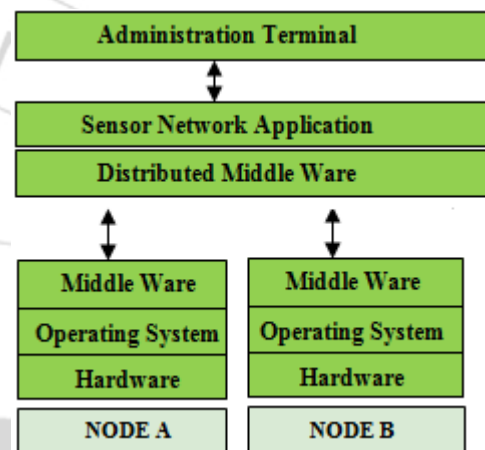 Administration Terminal
Sensor Network Application
Distributed Middle Ware
Middle Ware
Operating System
Hardware
NODE A
Middle Ware
Operating System
Hardware
NODE B